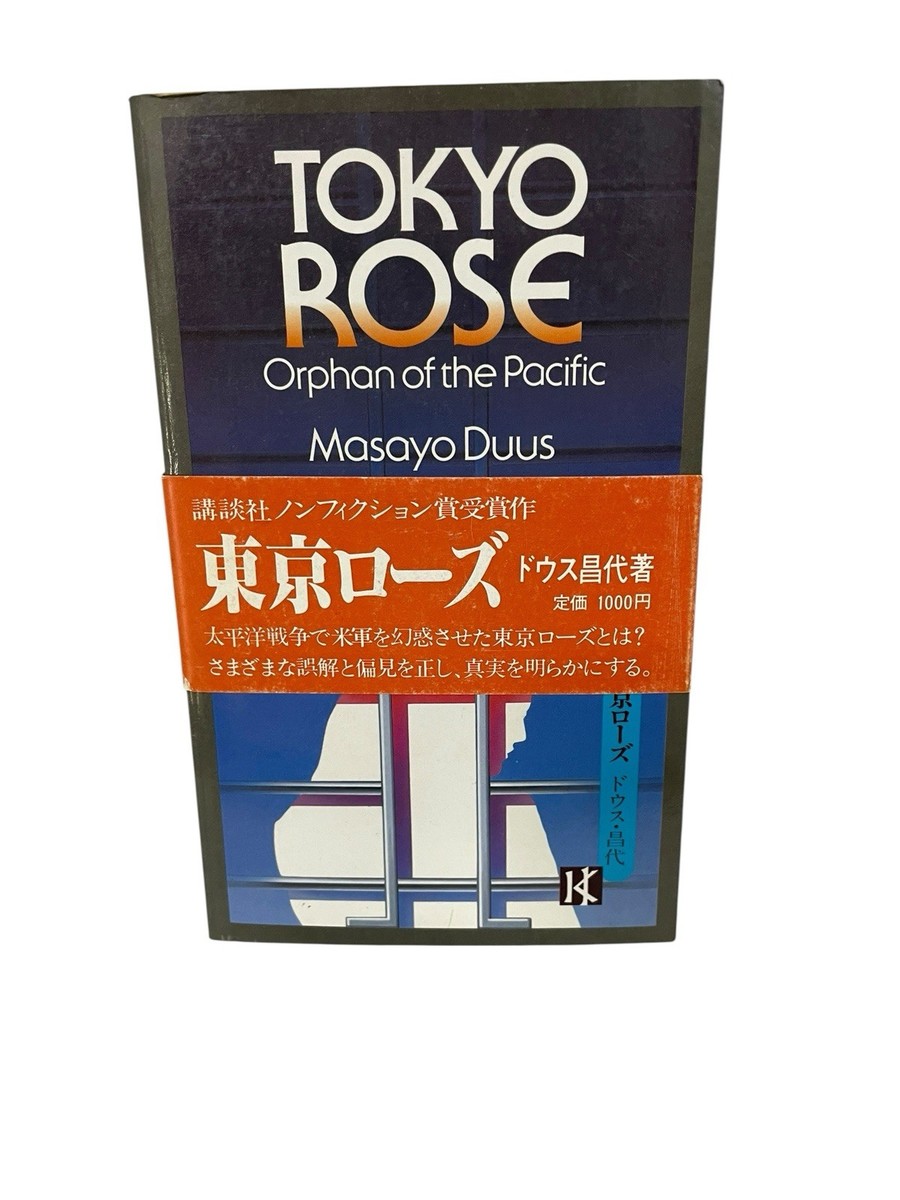 TOKYO
ROSE
Orphan of the Pacific
Masayo Duus
講談社ノンフィクション賞受賞作
東京ローズ ドウス昌代著
定価 1000円
太平洋戦争で米軍を幻惑させた東京ローズとは?
さまざまな誤解と偏見を正し、真実を明らかにする。
京ローズ ドウス・昌代